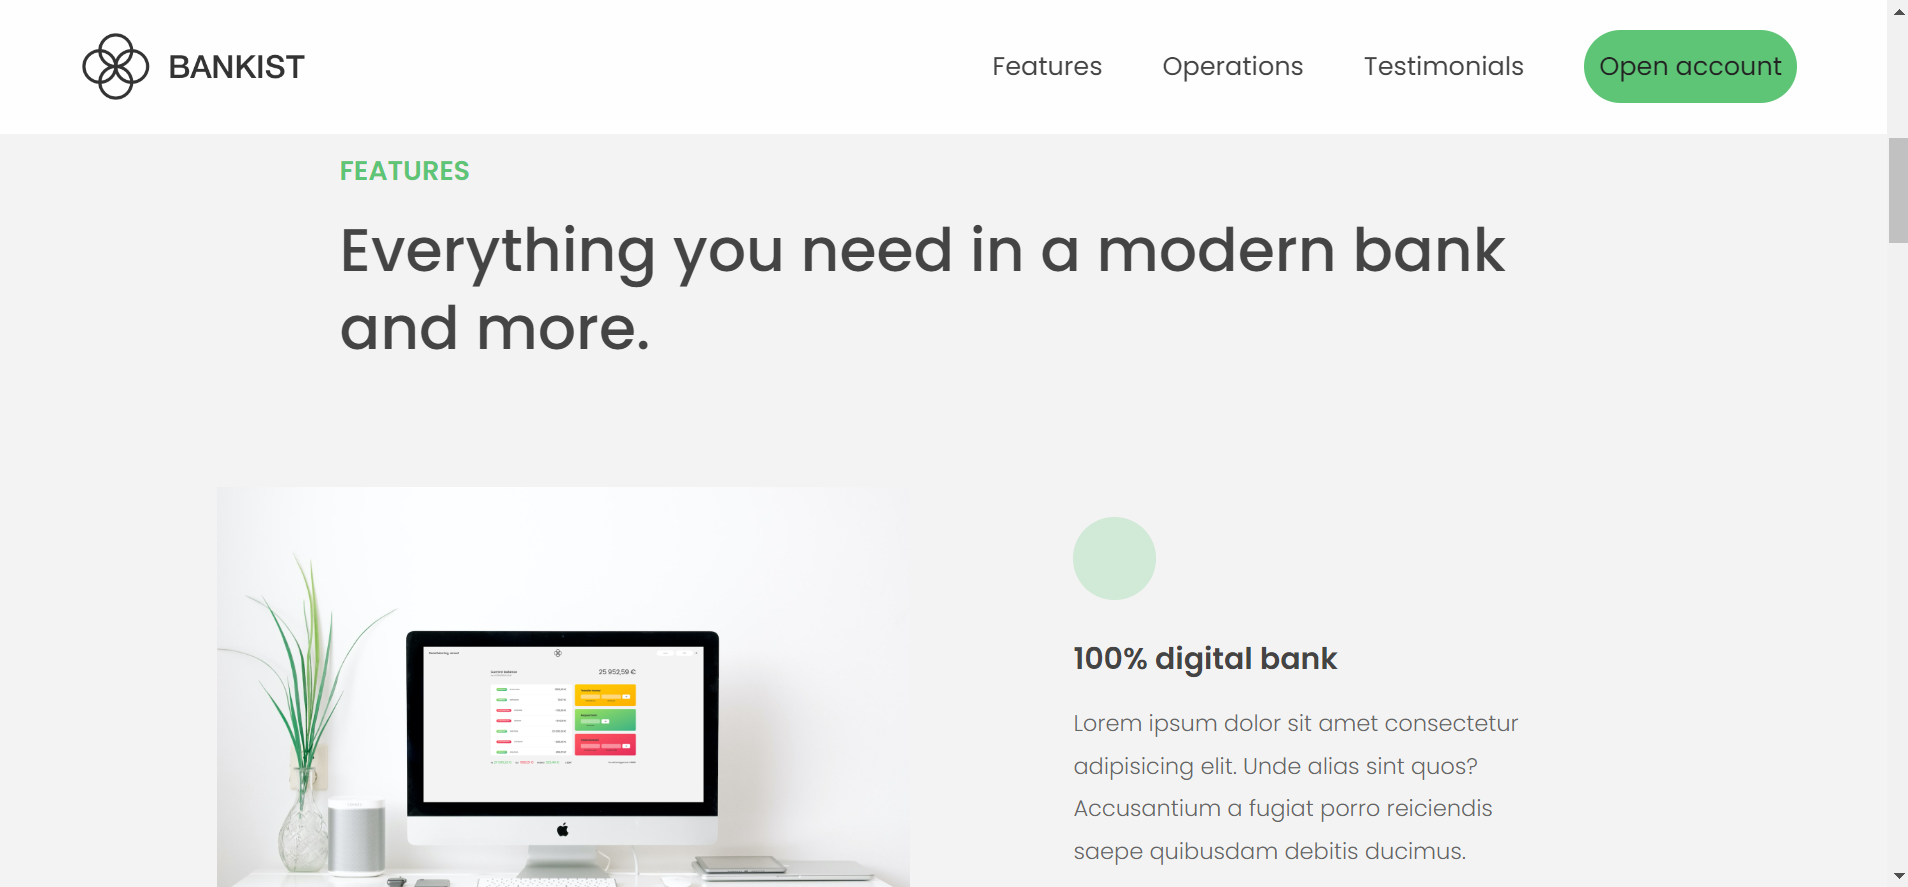 BANKIST
Features
Operations
Testimonials
Open account
FEATURES
Everything you need in a modern bank
and more.
25 952,59 €
100% digital bank
Lorem ipsum dolor sit amet consectetur
adipisicing elit. Unde alias sint quos?
Accusantium a fugiat porro reiciendis
saepe quibusdam debitis ducimus.